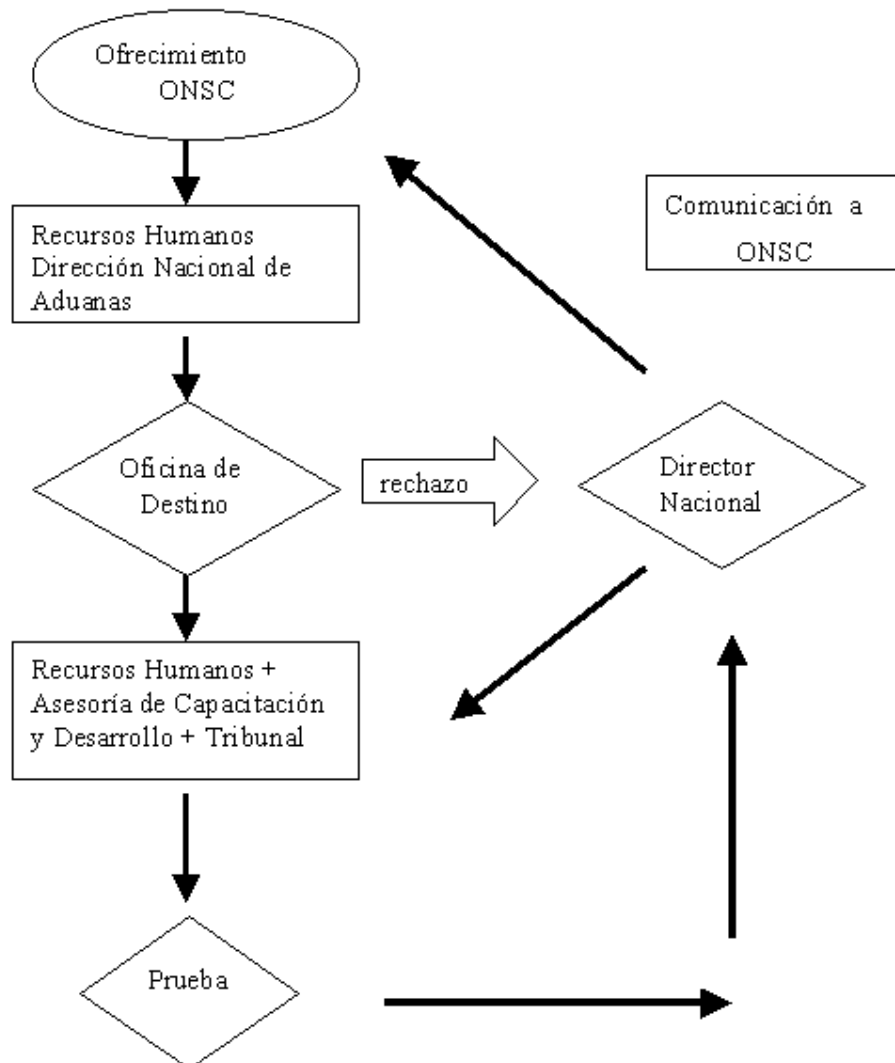 Ofrecimiento
ONSC
Comunicación a
ONSC
Recursos Humanos
Dirección Nacional de
Aduanas
Oficina de
Destino
rechazo
Director
Nacional
Recursos Humanos +
Asesoría de Capacitación
y Desarrollo + Tribunal
Prueba